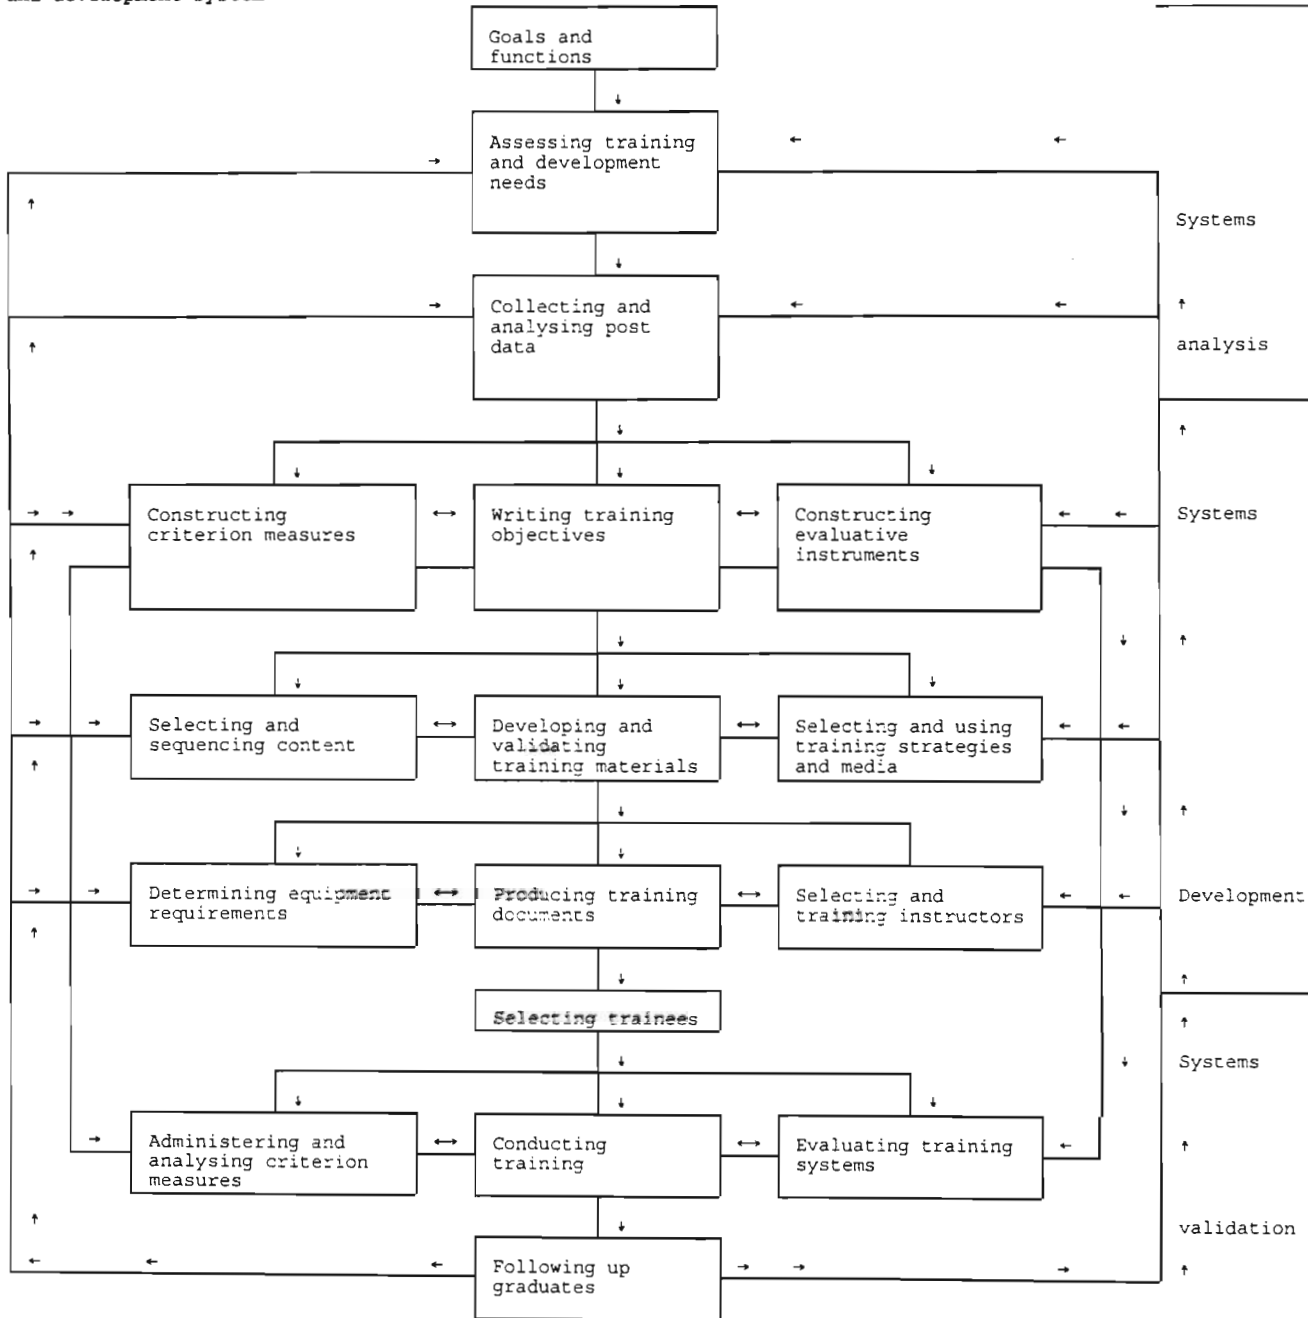 Goals and
functions
Assessing training
and development
needs
Systems
Collecting and
analysing post
data
analysis
Constructing
criterion measures
Writing training
objectives
Constructing
evaluative
instruments
Systems
Selecting and
sequencing content
Developing and
validating
training materials
Selecting and using
training strategies
and media
Determining equipment
requirements
Producing training
documents
Selecting and
training instructors
Development
Selecting trainees
Systems
Administering and
analysing criterion
measures
Conducting
training
Evaluating training
systems
validation
Following up
graduates